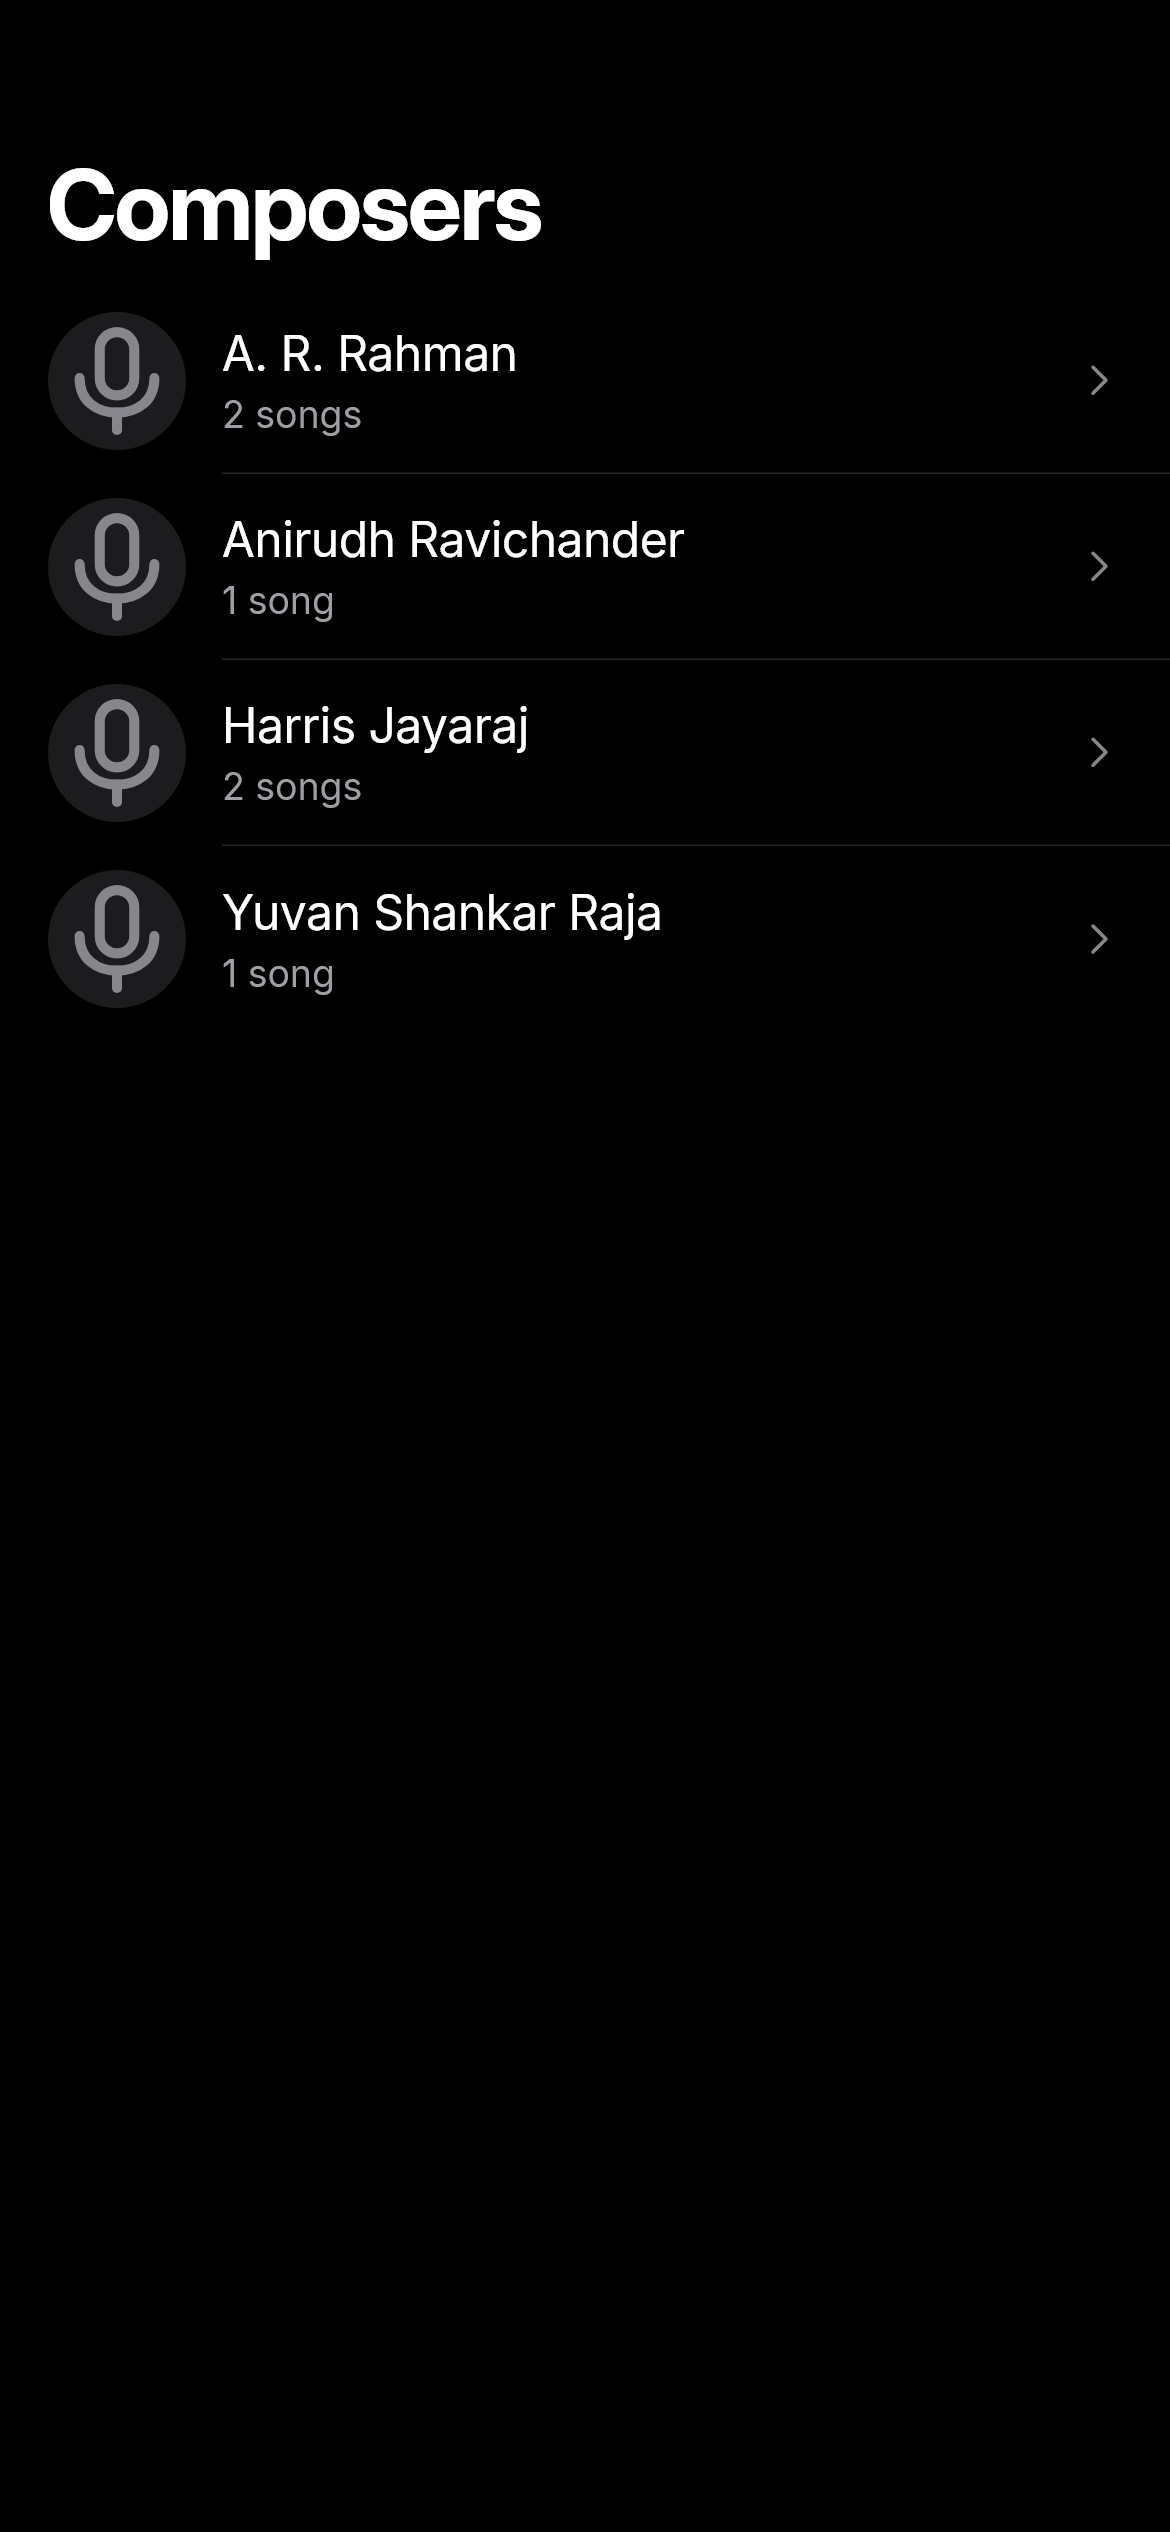 Composers
A. R. Rahman
2 songs
Anirudh Ravichander
1 song
Harris Jayaraj
2 songs
Yuvan Shankar Raja
1 song